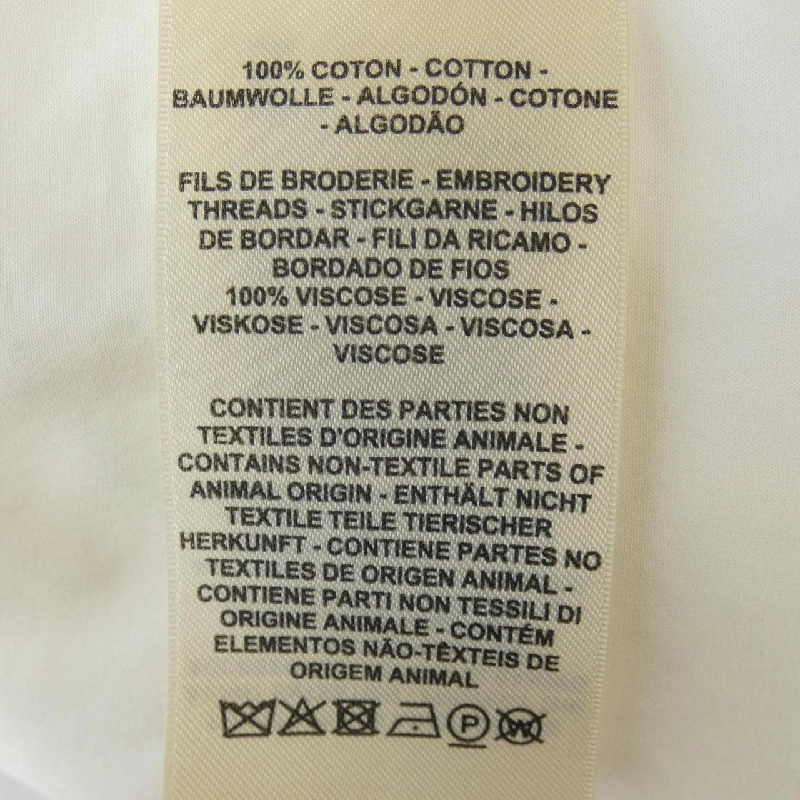 100% COTON - COTTON -
BAUMWOLLE - ALGODÓN - COTONE
- ALGODÃO
FILS DE BRODERIE - EMBROIDERY
THREADS - STICKGARNE - HILOS
DE BORDAR - FILI DA RICAMO -
BORDADO DE FIOS
100% VISCOSE - VISCOSE -
VISKOSE - VISCOSA - VISCOSA -
VISCOSE
CONTIENT DES PARTIES NON
TEXTILES D'ORIGINE ANIMALE -
CONTAINS NON-TEXTILE PARTS OF
ANIMAL ORIGIN - ENTHÄLT NICHT
TEXTILE TEILE TIERISCHER
HERKUNFT - CONTIENE PARTES NO
TEXTILES DE ORIGEN ANIMAL -
CONTIENE PARTI NON TESSILI DI
ORIGINE ANIMALE - CONTÉM
ELEMENTOS NÃO-TÊXTEIS DE
ORIGEM ANIMAL
P W